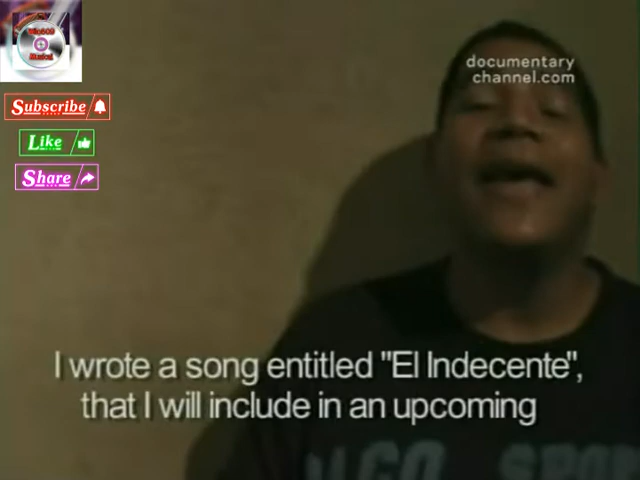 documentary
channel.com
Subscribe
Like
Share
I wrote a song entitled "El Indecente",
that I will include in an upcoming